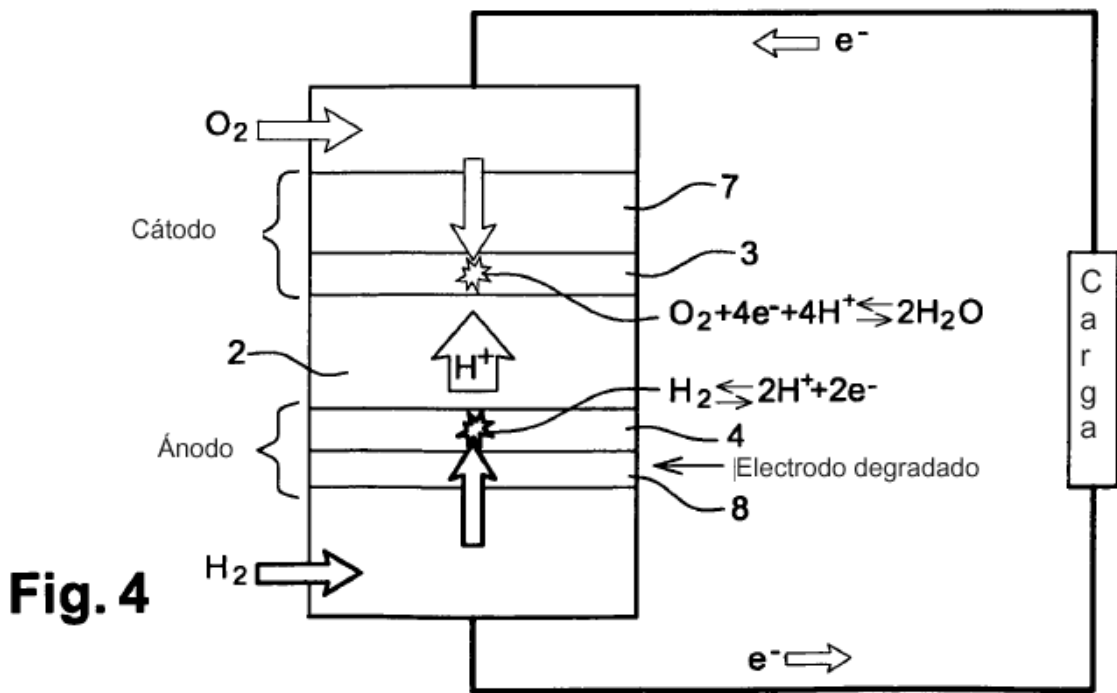 e⁻
O₂
7
Cátodo
3
O₂+4e⁻+4H⁺⇄2H₂O
2
H⁺
H₂⇄2H⁺+2e⁻
Carga
4
Ánodo
Electrodo degradado
8
H₂
Fig. 4
e⁻